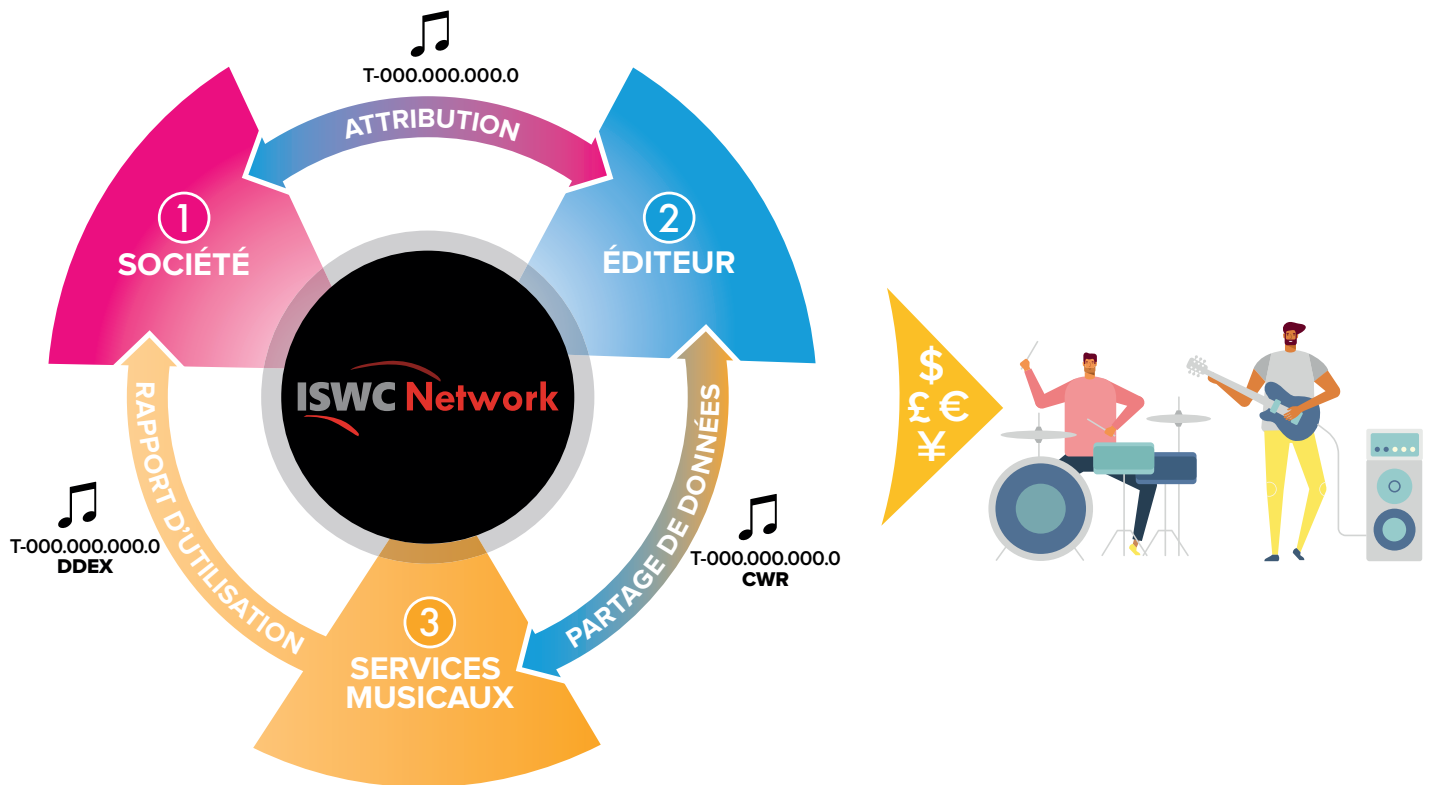 T-000.000.000.0
ATTRIBUTION
1
SOCIÉTÉ
2
ÉDITEUR
ISWC Network
$
£ €
¥
RAPPORT D'UTILISATION
PARTAGE DE DONNÉES
T-000.000.000.0
DDEX
T-000.000.000.0
CWR
3
SERVICES
MUSICAUX